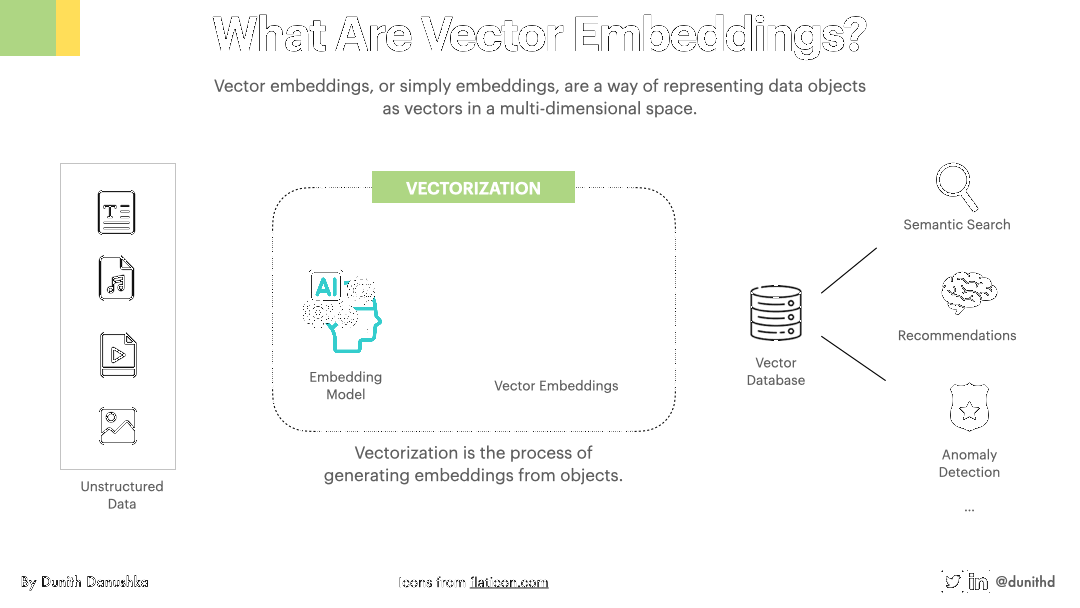 What Are Vector Embeddings?
Vector embeddings, or simply embeddings, are a way of representing data objects
as vectors in a multi-dimensional space.
VECTORIZATION
T
AI
Embedding
Model
Vector Embeddings
Vectorization is the process of
generating embeddings from objects.
Unstructured
Data
Vector
Database
Semantic Search
Recommendations
Anomaly
Detection
...
By Dunith Danushka
Icons from flaticon.com
in @dunithd